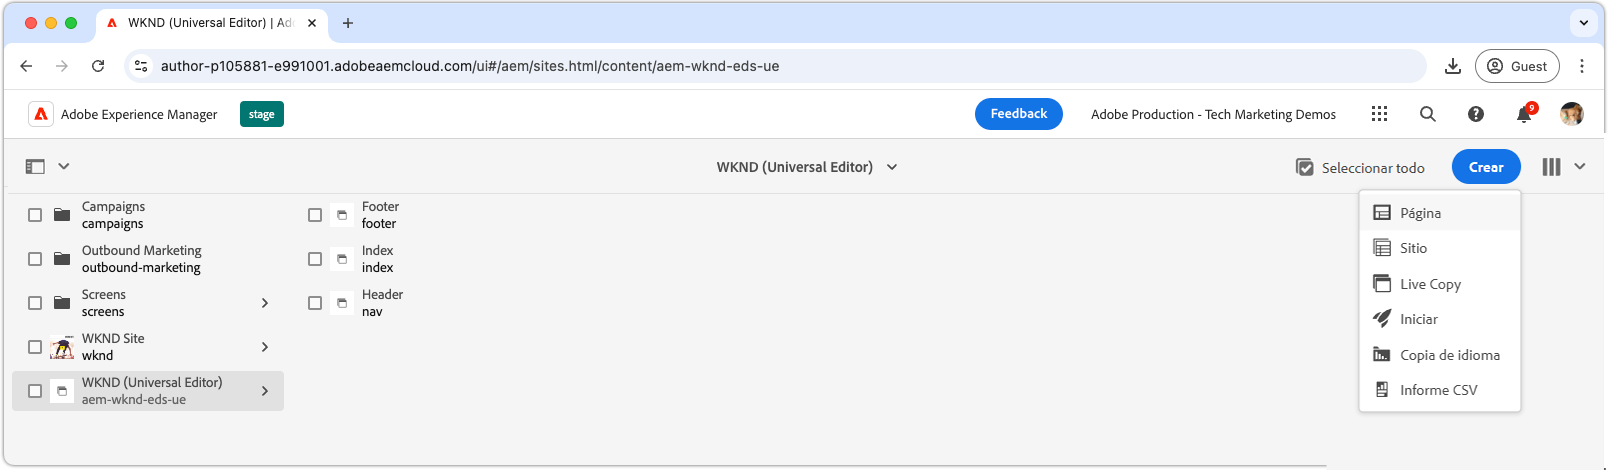 WKND (Universal Editor) | Ad
author-p105881-e991001.adobeaemcloud.com/ui#/aem/sites.html/content/aem-wknd-eds-ue
Guest
Adobe Experience Manager
stage
Feedback
Adobe Production - Tech Marketing Demos
9
WKND (Universal Editor)
Seleccionar todo
Crear
Campaigns
campaigns
Outbound Marketing
outbound-marketing
Screens
screens
WKND Site
wknd
WKND (Universal Editor)
aem-wknd-eds-ue
Footer
footer
Index
index
Header
nav
Página
Sitio
Live Copy
Iniciar
Copia de idioma
Informe CSV